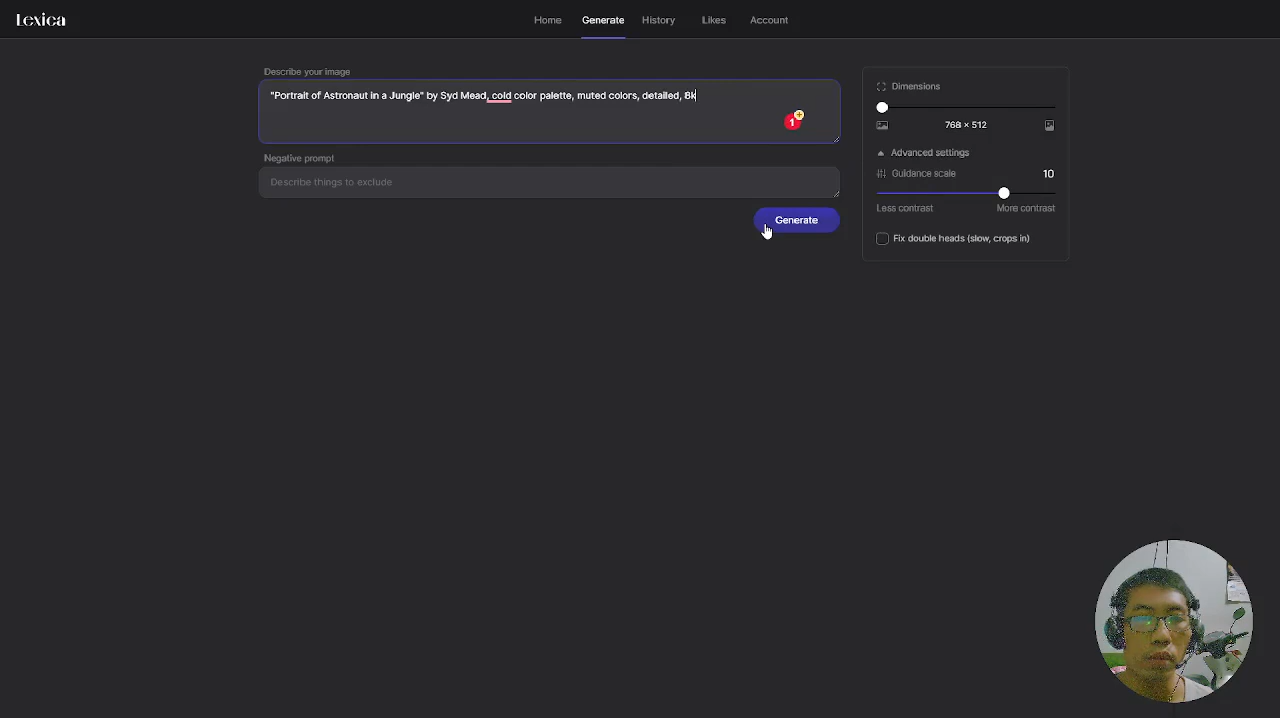 Lexica
Home Generate History Likes Account
Describe your image
"Portrait of Astronaut in a Jungle" by Syd Mead, cold color palette, muted colors, detailed, 8k
1
Negative prompt
Describe things to exclude
Generate
Dimensions
768 × 512
Advanced settings
Guidance scale 10
Less contrast More contrast
Fix double heads (slow, crops in)